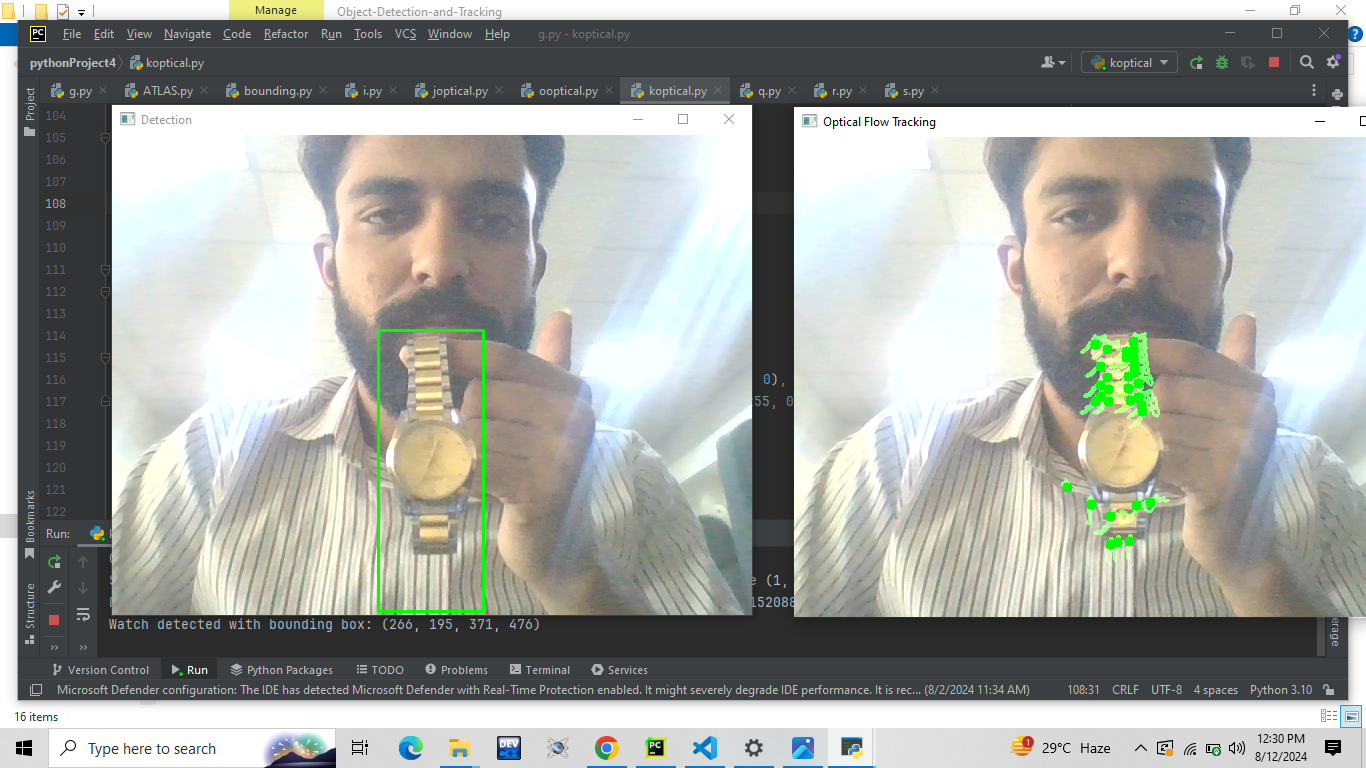 Manage
Object-Detection-and-Tracking
PC File Edit View Navigate Code Refactor Run Tools VCS Window Help g.py - koptical.py
pythonProject4 koptical.py koptical
g.py ATLAS.py bounding.py i.py joptical.py ooptical.py koptical.py q.py r.py s.py
Project
Detection
Optical Flow Tracking
104
105
106
107
108
109
110
111
112
113
114
115
116 0),
117 255, 0
118
119
120
121
122
Bookmarks
Structure
Run:
e (1,
152088
Watch detected with bounding box: (266, 195, 371, 476)
erage
Version Control Run Python Packages TODO Problems Terminal Services
Microsoft Defender configuration: The IDE has detected Microsoft Defender with Real-Time Protection enabled. It might severely degrade IDE performance. It is rec... (8/2/2024 11:34 AM) 108:31 CRLF UTF-8 4 spaces Python 3.10
16 items
Type here to search
DEV
PC
1
29°C Haze
12:30 PM
8/12/2024